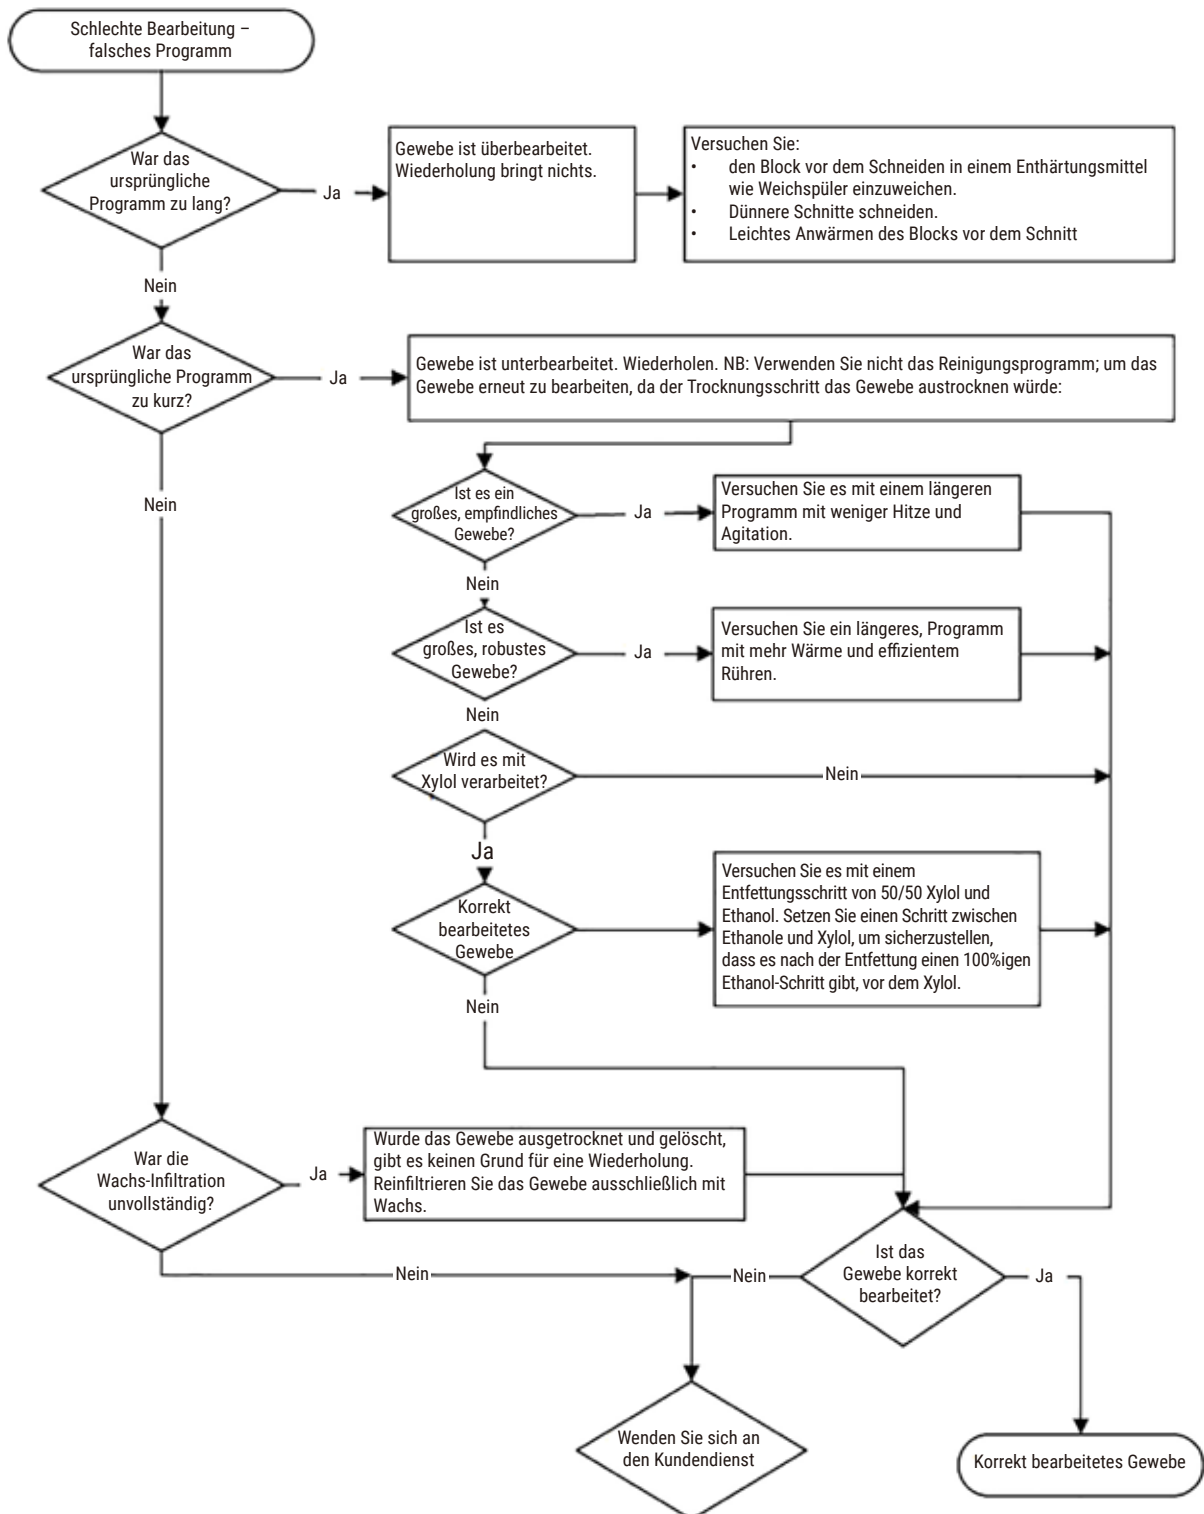 Schlechte Bearbeitung –
falsches Programm
War das
ursprüngliche
Programm zu lang?
Ja
Gewebe ist überbearbeitet.
Wiederholung bringt nichts.
Versuchen Sie:
• den Block vor dem Schneiden in einem Enthärtungsmittel
wie Weichspüler einzuweichen.
• Dünnere Schnitte schneiden.
• Leichtes Anwärmen des Blocks vor dem Schnitt
Nein
War das
ursprüngliche Programm
zu kurz?
Ja
Gewebe ist unterbearbeitet. Wiederholen. NB: Verwenden Sie nicht das Reinigungsprogramm; um das
Gewebe erneut zu bearbeiten, da der Trocknungsschritt das Gewebe austrocknen würde:
Nein
Ist es ein
großes, empfindliches
Gewebe?
Ja
Versuchen Sie es mit einem längeren
Programm mit weniger Hitze und
Agitation.
Nein
Ist es
großes, robustes
Gewebe?
Ja
Versuchen Sie ein längeres, Programm
mit mehr Wärme und effizientem
Rühren.
Nein
Wird es mit
Xylol verarbeitet?
Nein
Ja
Korrekt
bearbeitetes
Gewebe
Versuchen Sie es mit einem
Entfettungsschritt von 50/50 Xylol und
Ethanol. Setzen Sie einen Schritt zwischen
Ethanole und Xylol, um sicherzustellen,
dass es nach der Entfettung einen 100%igen
Ethanol-Schritt gibt, vor dem Xylol.
Nein
War die
Wachs-Infiltration
unvollständig?
Ja
Wurde das Gewebe ausgetrocknet und gelöscht,
gibt es keinen Grund für eine Wiederholung.
Reinfiltrieren Sie das Gewebe ausschließlich mit
Wachs.
Nein
Nein
Ist das
Gewebe korrekt
bearbeitet?
Ja
Wenden Sie sich an
den Kundendienst
Korrekt bearbeitetes Gewebe